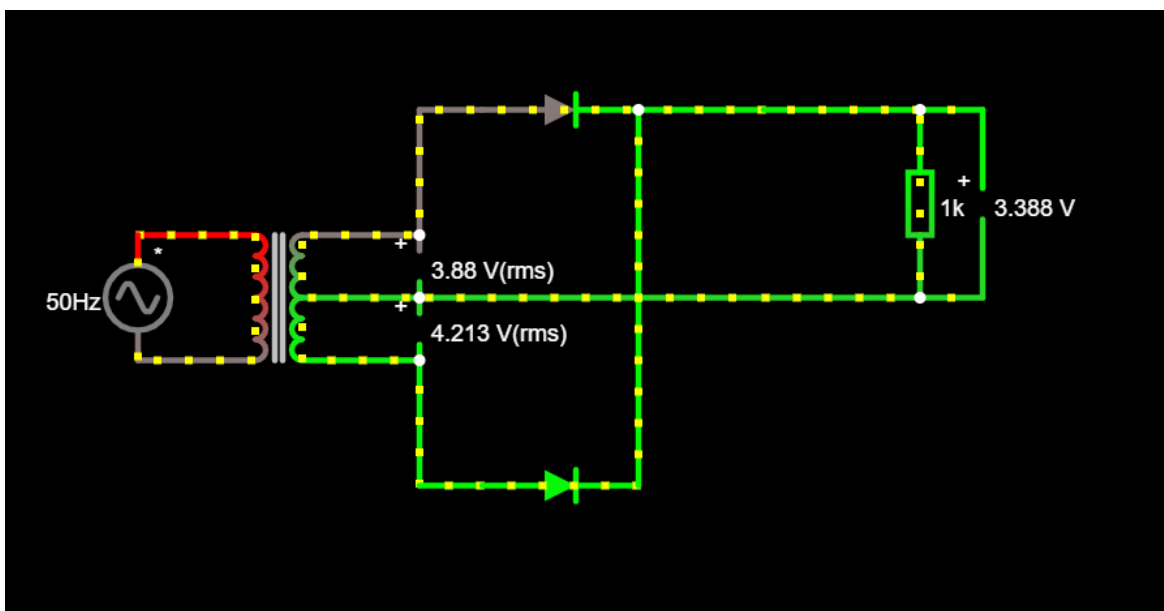 *
50Hz
+
3.88 V(rms)
+
4.213 V(rms)
+
1k
3.388 V